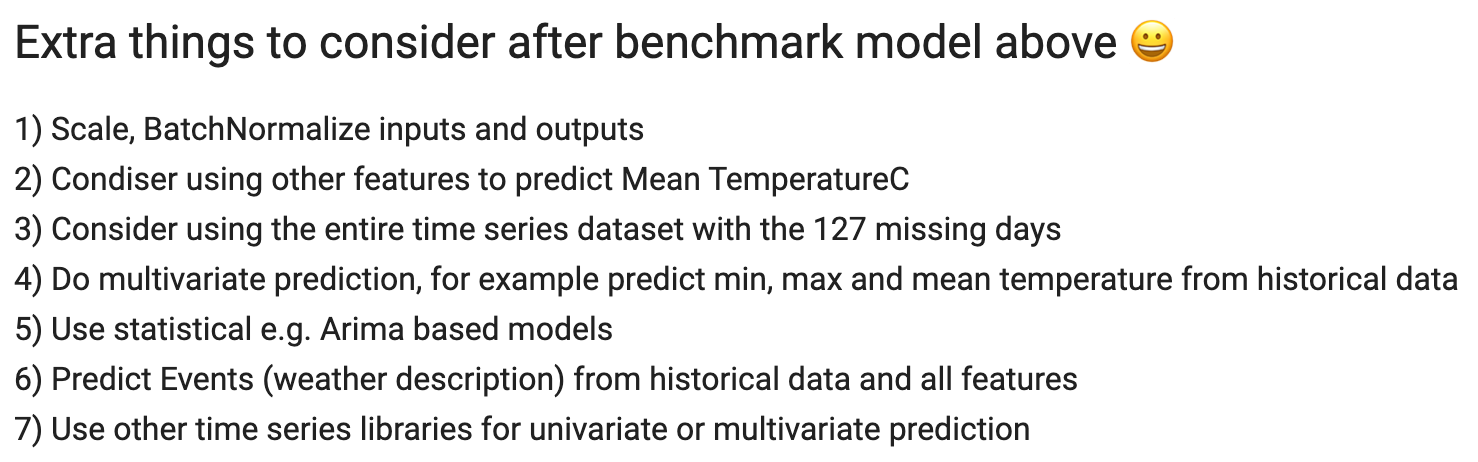 Extra things to consider after benchmark model above 😀
1) Scale, BatchNormalize inputs and outputs
2) Condiser using other features to predict Mean TemperatureC
3) Consider using the entire time series dataset with the 127 missing days
4) Do multivariate prediction, for example predict min, max and mean temperature from historical data
5) Use statistical e.g. Arima based models
6) Predict Events (weather description) from historical data and all features
7) Use other time series libraries for univariate or multivariate prediction